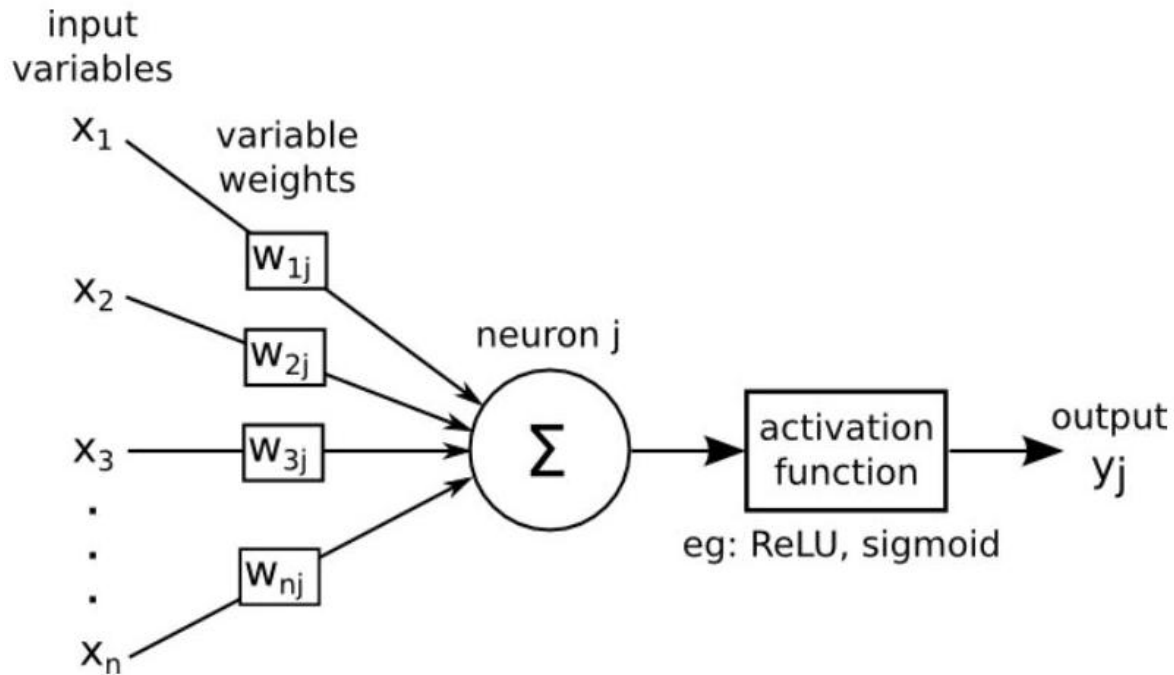 input
variables
x₁
variable
weights
w₁ⱼ
x₂
w₂ⱼ
neuron j
x₃
w₃ⱼ
Σ
activation
function
output
yⱼ
eg: ReLU, sigmoid
.
.
.
wₙⱼ
xₙ